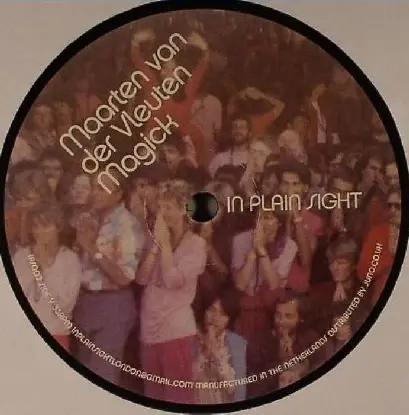 Maarten van
der Vleuten
Magick
IN PLAIN SIGHT
INPLAINSIGHTLONDON@GMAIL.COM MANUFACTURED IN THE NETHERLANDS DISTRIBUTED BY JUNO.CO.UK